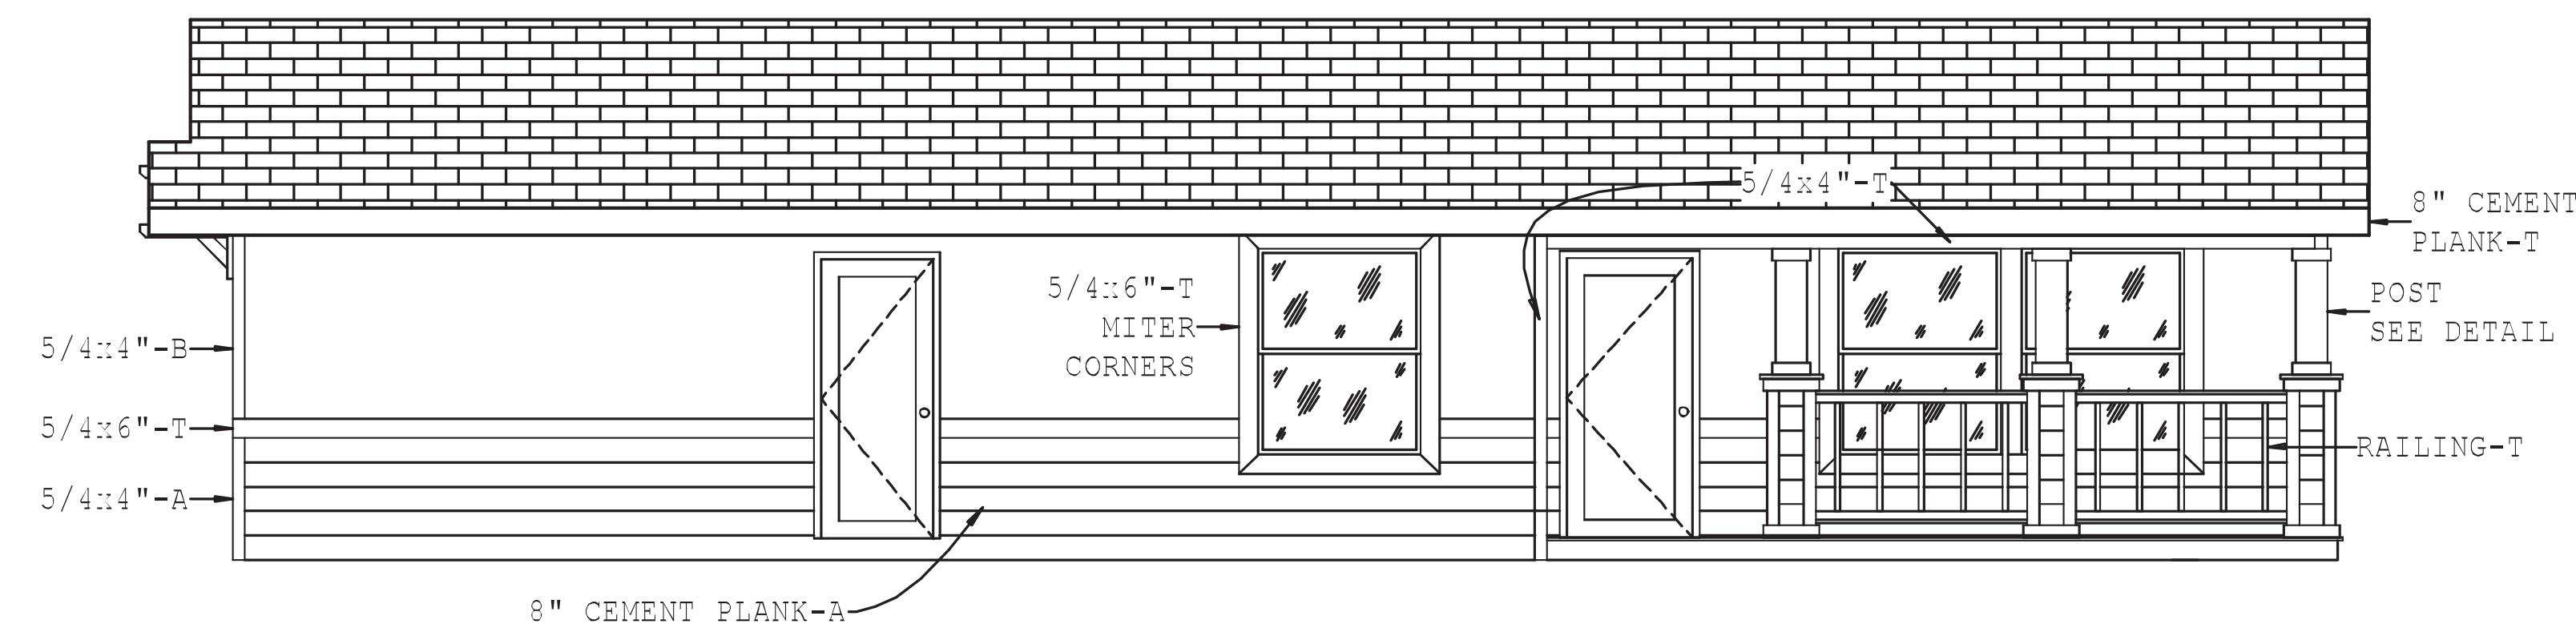 5/4x4"-T
8" CEMENT
PLANK-T
5/4x6"-T
MITER
CORNERS
POST
SEE DETAIL
5/4x4"-B
5/4x6"-T
RAILING-T
5/4x4"-A
8" CEMENT PLANK-A